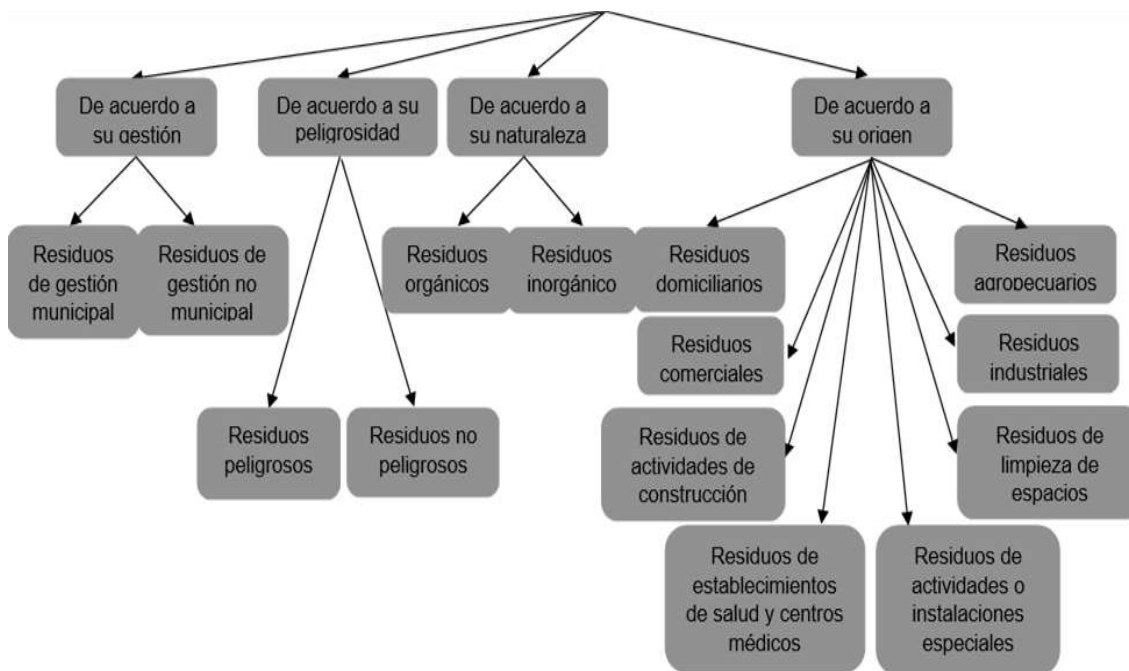 De acuerdo a
su gestión
De acuerdo a su
peligrosidad
De acuerdo a
su naturaleza
De acuerdo a
su origen
Residuos
de gestión
municipal
Residuos de
gestión no
municipal
Residuos
orgánicos
Residuos
inorgánico
Residuos
domiciliarios
Residuos
agropecuarios
Residuos
comerciales
Residuos
industriales
Residuos
peligrosos
Residuos no
peligrosos
Residuos de
actividades de
construcción
Residuos de
limpieza de
espacios
Residuos de
establecimientos
de salud y centros
médicos
Residuos de
actividades o
instalaciones
especiales